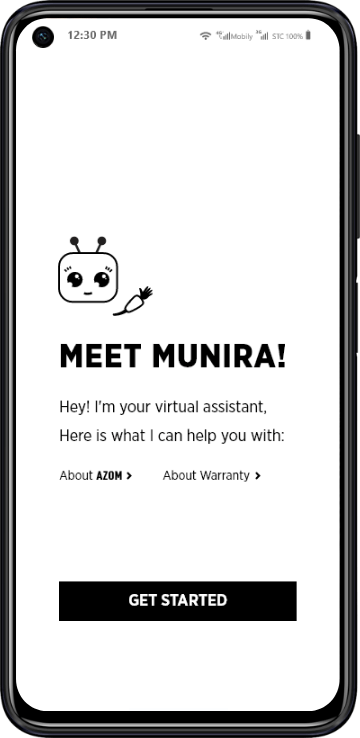 12:30 PM 4G Mobily 3G STC 100%
MEET MUNIRA!
Hey! I'm your virtual assistant,
Here is what I can help you with:
About AZOM > About Warranty >
GET STARTED